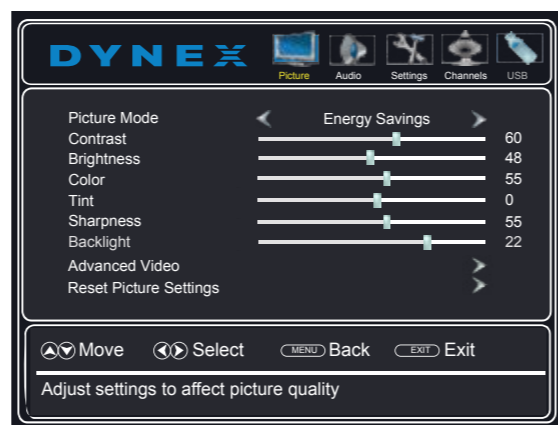 DYNEX
Picture Audio Settings Channels USB
Picture Mode Energy Savings
Contrast 60
Brightness 48
Color 55
Tint 0
Sharpness 55
Backlight 22
Advanced Video
Reset Picture Settings
Move Select MENU Back EXIT Exit
Adjust settings to affect picture quality